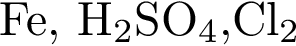 Fe, H₂SO₄,Cl₂